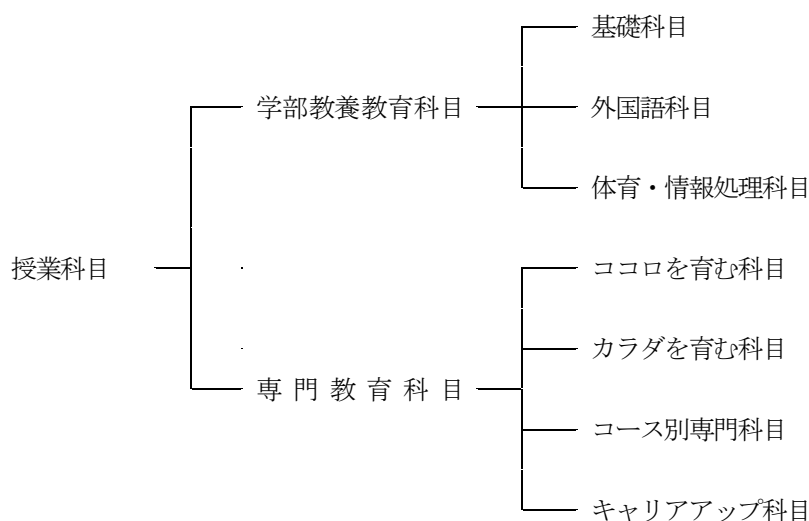 基礎科目
学部教養教育科目
外国語科目
体育・情報処理科目
授業科目
ココロを育む科目
カラダを育む科目
専門教育科目
コース別専門科目
キャリアアップ科目